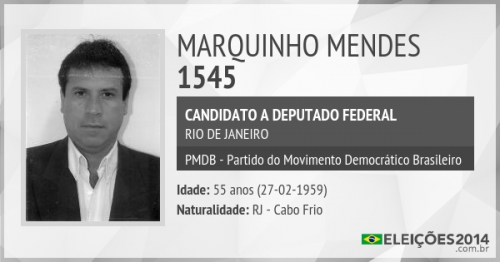 MARQUINHO MENDES
1545
CANDIDATO A DEPUTADO FEDERAL
RIO DE JANEIRO
PMDB - Partido do Movimento Democrático Brasileiro
Idade: 55 anos (27-02-1959)
Naturalidade: RJ - Cabo Frio
ELEIÇÕES2014
.com.br